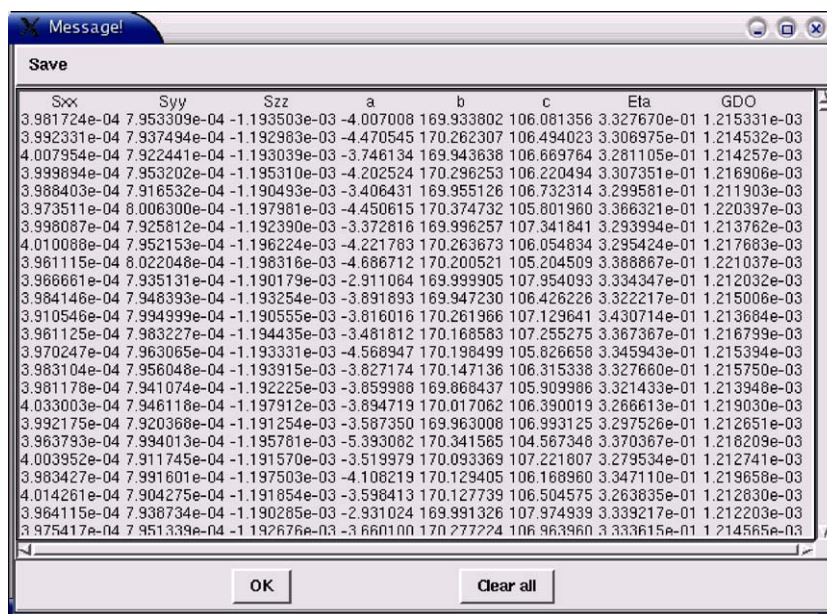 Message!
Save
Sxx Syy Szz a b c Eta GDO
3.981724e-04 7.953309e-04 -1.193503e-03 -4.007008 169.933802 106.081356 3.327670e-01 1.215331e-03
3.992331e-04 7.937494e-04 -1.192983e-03 -4.470545 170.262307 106.494023 3.306975e-01 1.214532e-03
4.007954e-04 7.922441e-04 -1.193039e-03 -3.746134 169.943638 106.669764 3.281105e-01 1.214257e-03
3.999894e-04 7.953202e-04 -1.195310e-03 -4.202524 170.296253 106.220494 3.307351e-01 1.216906e-03
3.988403e-04 7.916532e-04 -1.190493e-03 -3.406431 169.955126 106.732314 3.299581e-01 1.211903e-03
3.973511e-04 8.006300e-04 -1.197981e-03 -4.450615 170.374732 105.801960 3.366321e-01 1.220397e-03
3.998087e-04 7.925812e-04 -1.192390e-03 -3.372816 169.996257 107.341841 3.293994e-01 1.213762e-03
4.010088e-04 7.952153e-04 -1.196224e-03 -4.221783 170.263673 106.054834 3.295424e-01 1.217683e-03
3.961115e-04 8.022048e-04 -1.198316e-03 -4.686712 170.200521 105.204509 3.388867e-01 1.221037e-03
3.966661e-04 7.935131e-04 -1.190179e-03 -2.911064 169.999905 107.954093 3.334347e-01 1.212032e-03
3.984146e-04 7.948393e-04 -1.193254e-03 -3.891893 169.947230 106.426226 3.322217e-01 1.215006e-03
3.910546e-04 7.994999e-04 -1.190555e-03 -3.816016 170.261966 107.129641 3.430714e-01 1.213684e-03
3.961125e-04 7.983227e-04 -1.194435e-03 -3.481812 170.168583 107.255275 3.367367e-01 1.216799e-03
3.970247e-04 7.963065e-04 -1.193331e-03 -4.568947 170.198499 105.826658 3.345943e-01 1.215394e-03
3.983104e-04 7.956048e-04 -1.193915e-03 -3.827174 170.147136 106.315338 3.327660e-01 1.215750e-03
3.981178e-04 7.941074e-04 -1.192225e-03 -3.859988 169.868437 105.909986 3.321433e-01 1.213948e-03
4.033003e-04 7.946118e-04 -1.197912e-03 -3.894719 170.017062 106.390019 3.266613e-01 1.219030e-03
3.992175e-04 7.920368e-04 -1.191254e-03 -3.587350 169.963008 106.993125 3.297526e-01 1.212651e-03
3.963793e-04 7.994013e-04 -1.195781e-03 -5.393082 170.341565 104.567348 3.370367e-01 1.218209e-03
4.003952e-04 7.911745e-04 -1.191570e-03 -3.519979 170.093369 107.221807 3.279534e-01 1.212741e-03
3.983427e-04 7.991601e-04 -1.197503e-03 -4.108219 170.129405 106.168960 3.347110e-01 1.219658e-03
4.014261e-04 7.904275e-04 -1.191854e-03 -3.598413 170.127739 106.504575 3.263835e-01 1.212830e-03
3.964115e-04 7.938734e-04 -1.190285e-03 -2.931024 169.991326 107.974939 3.339217e-01 1.212203e-03
3.975417e-04 7.951339e-04 -1.192676e-03 -3.660100 170.277224 106.963960 3.333615e-01 1.214565e-03
OK Clear all